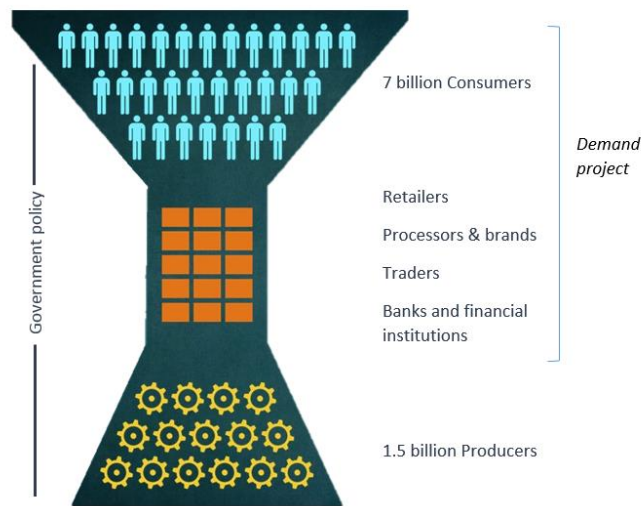 7 billion Consumers
Demand
project
Retailers
Processors & brands
Traders
Banks and financial
institutions
Government policy
1.5 billion Producers